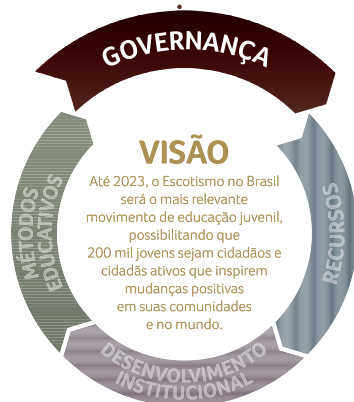 GOVERNANÇA
VISÃO
Até 2023, o Escotismo no Brasil
será o mais relevante
movimento de educação juvenil,
possibilitando que
200 mil jovens sejam cidadãos e
cidadãs ativos que inspirem
mudanças positivas
em suas comunidades
e no mundo.
MÉTODOS
EDUCATIVOS
RECURSOS
DESENVOLVIMENTO
INSTITUCIONAL